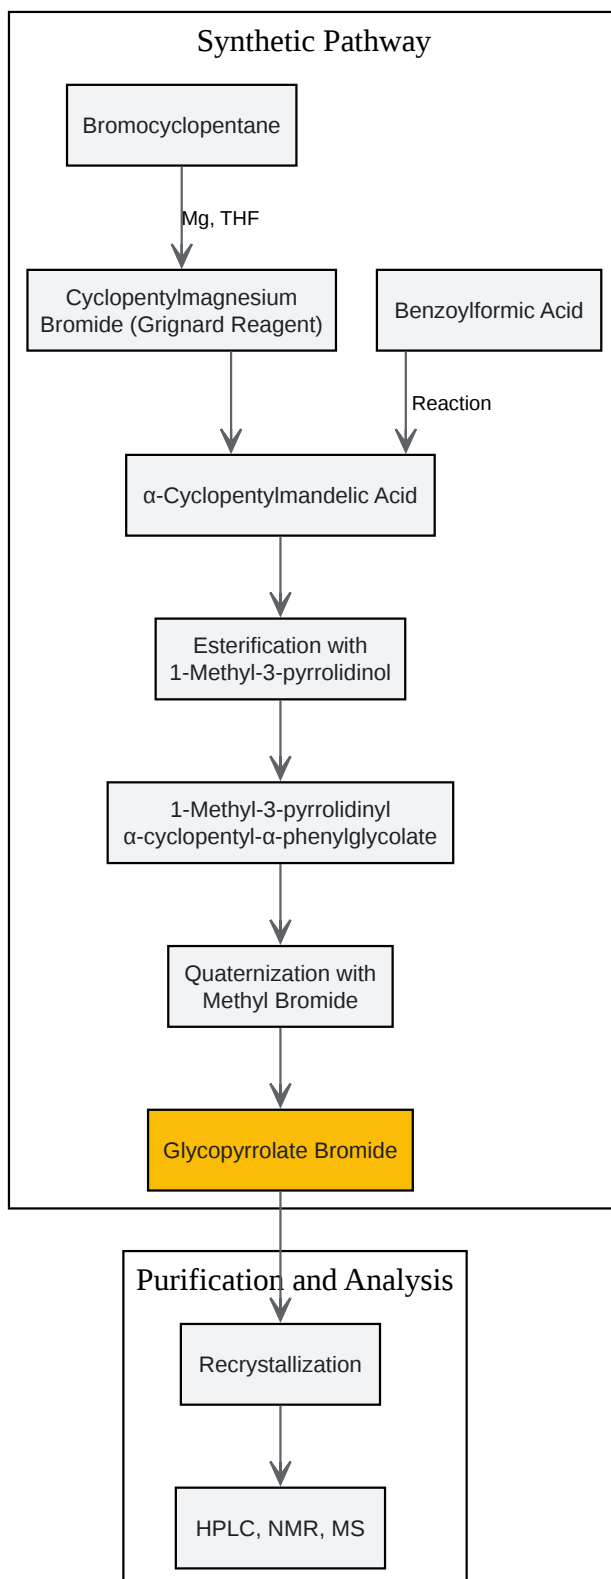 Synthetic Pathway
Bromocyclopentane
Mg, THF
Cyclopentylmagnesium
Bromide (Grignard Reagent)
Benzoylformic Acid
Reaction
α-Cyclopentylmandelic Acid
Esterification with
1-Methyl-3-pyrrolidinol
1-Methyl-3-pyrrolidinyl
α-cyclopentyl-α-phenylglycolate
Quaternization with
Methyl Bromide
Glycopyrrolate Bromide
Purification and Analysis
Recrystallization
HPLC, NMR, MS